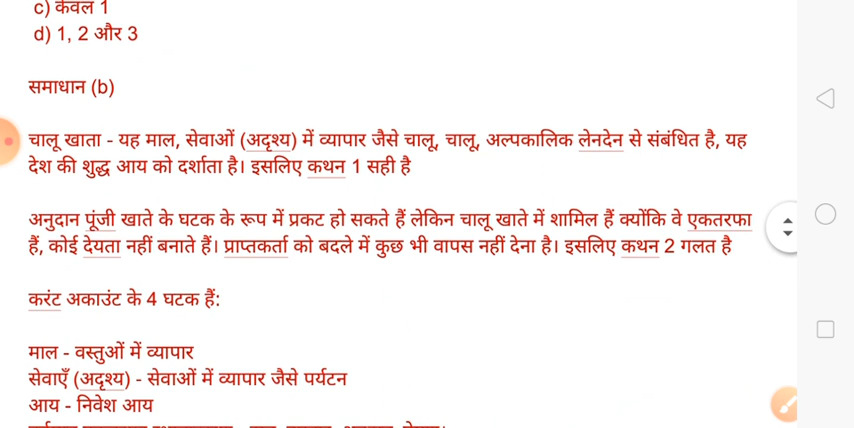 c) केवल 1
d) 1, 2 और 3
समाधान (b)
चालू खाता - यह माल, सेवाओं (अदृश्य) में व्यापार जैसे चालू, चालू, अल्पकालिक लेनदेन से संबंधित है, यह
देश की शुद्ध आय को दर्शाता है। इसलिए कथन 1 सही है
अनुदान पूंजी खाते के घटक के रूप में प्रकट हो सकते हैं लेकिन चालू खाते में शामिल हैं क्योंकि वे एकतरफा
हैं, कोई देयता नहीं बनाते हैं। प्राप्तकर्ता को बदले में कुछ भी वापस नहीं देना है। इसलिए कथन 2 गलत है
करंट अकाउंट के 4 घटक हैं:
माल - वस्तुओं में व्यापार
सेवाएँ (अदृश्य) - सेवाओं में व्यापार जैसे पर्यटन
आय - निवेश आय